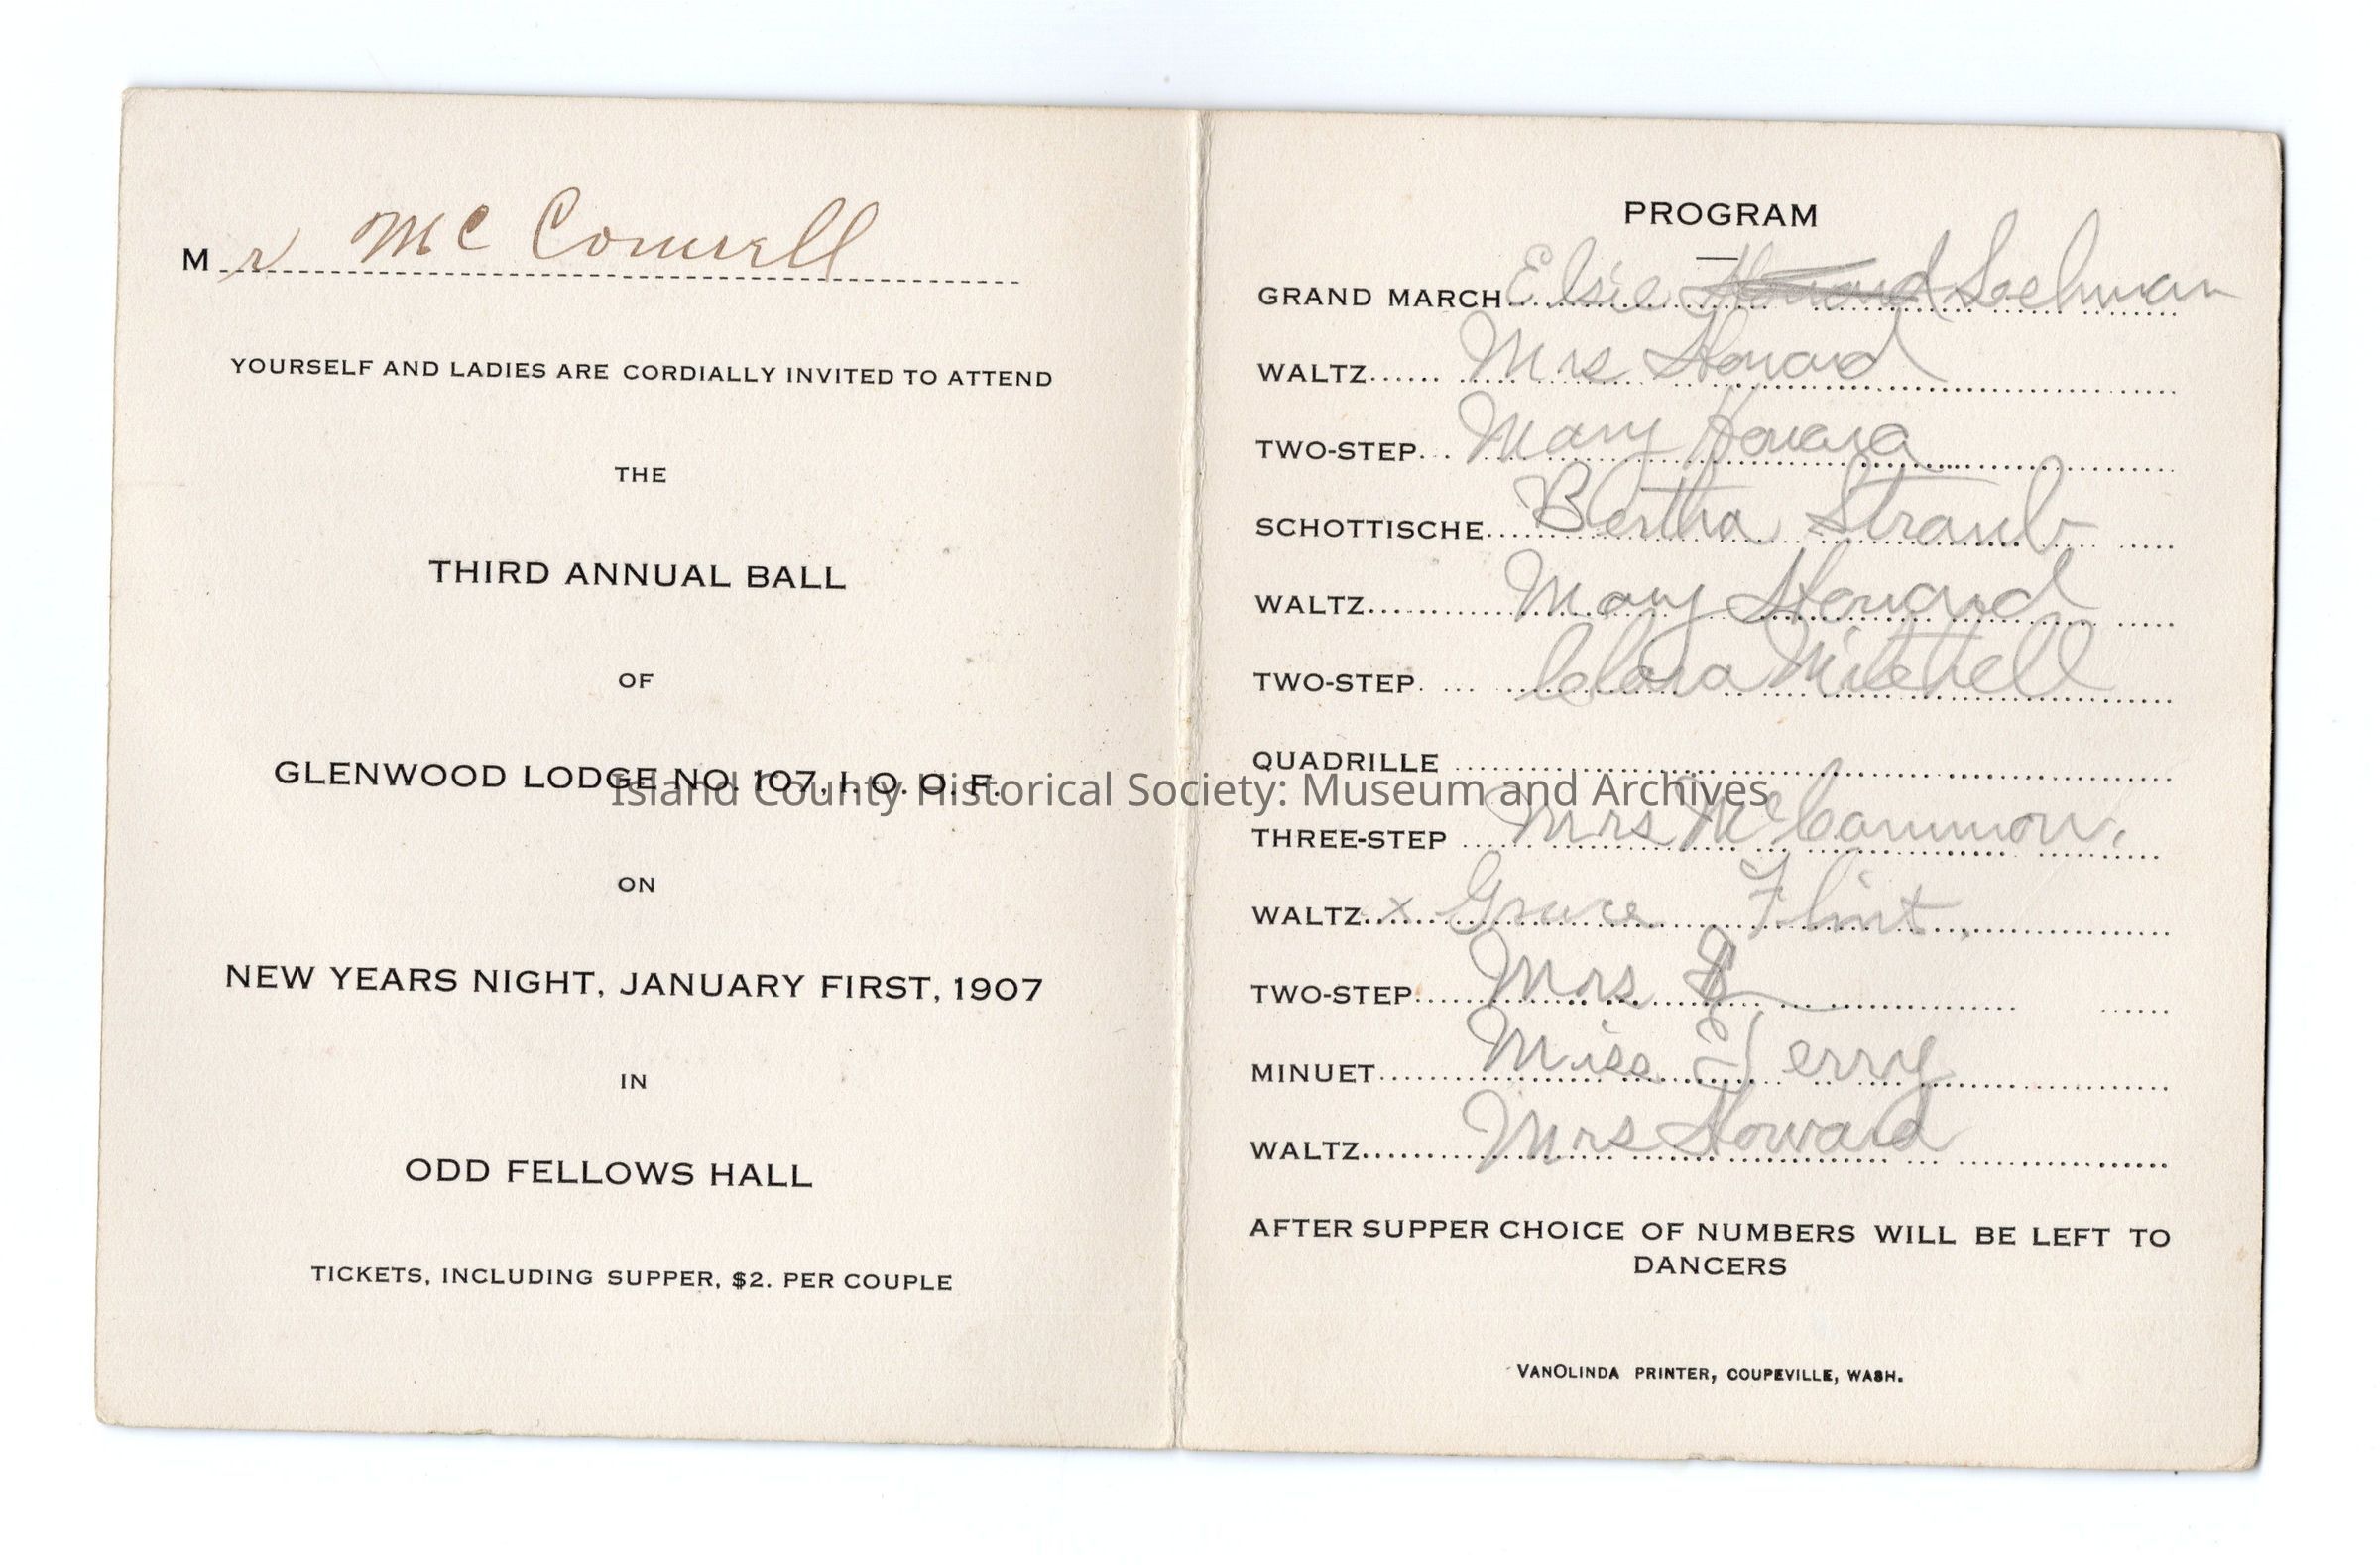 Mr Mc Connell
YOURSELF AND LADIES ARE CORDIALLY INVITED TO ATTEND
THE
THIRD ANNUAL BALL
OF
GLENWOOD LODGE NO. 107, I. O. O. F.
ON
NEW YEARS NIGHT, JANUARY FIRST, 1907
IN
ODD FELLOWS HALL
TICKETS, INCLUDING SUPPER, $2. PER COUPLE
PROGRAM
GRAND MARCH Elsie Howard
WALTZ Mrs Howard
TWO-STEP Mary Howard
SCHOTTISCHE Bertha Straub
WALTZ Mary Howard
TWO-STEP Clara Mitchell
QUADRILLE
THREE-STEP Mrs McCammon.
WALTZ x Grace Flint.
TWO-STEP Mrs
MINUET Miss Terry
WALTZ Mrs Howard
AFTER SUPPER CHOICE OF NUMBERS WILL BE LEFT TO
DANCERS
VANOLINDA PRINTER, COUPEVILLE, WASH.
Island County Historical Society: Museum and Archives